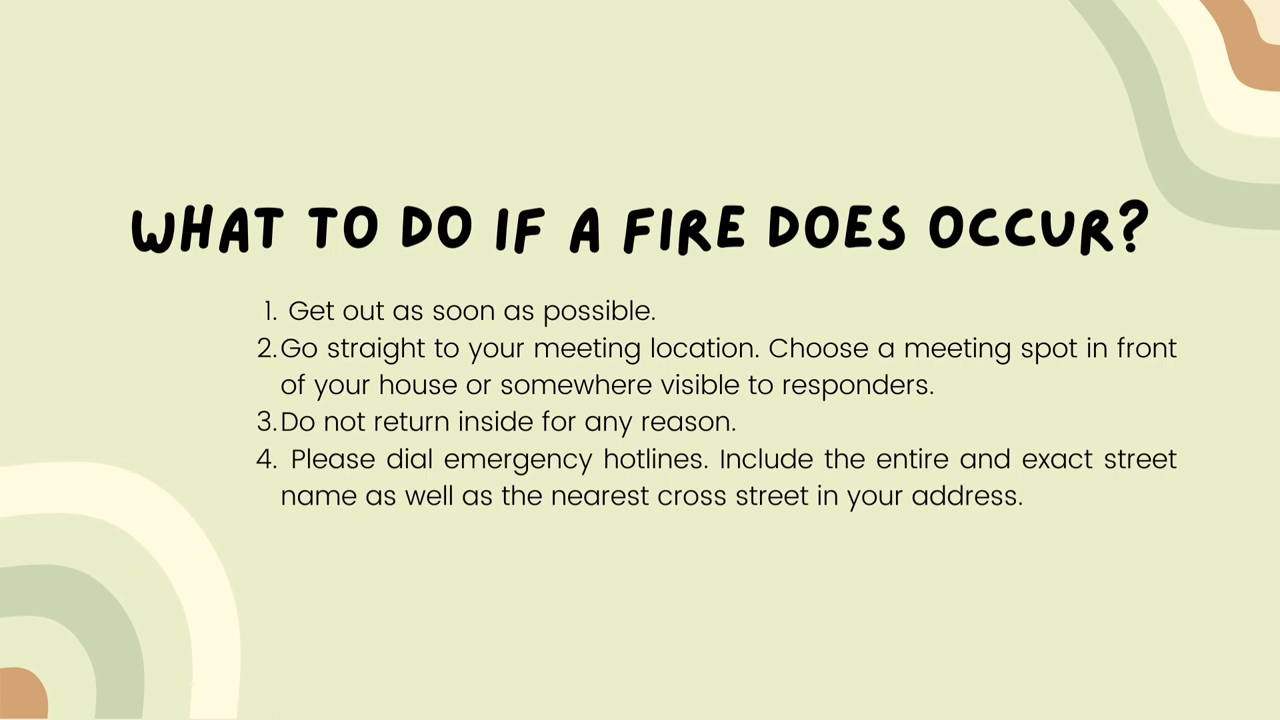 WHAT TO DO IF A FIRE DOES OCCUR?
1. Get out as soon as possible.
2. Go straight to your meeting location. Choose a meeting spot in front
of your house or somewhere visible to responders.
3. Do not return inside for any reason.
4. Please dial emergency hotlines. Include the entire and exact street
name as well as the nearest cross street in your address.